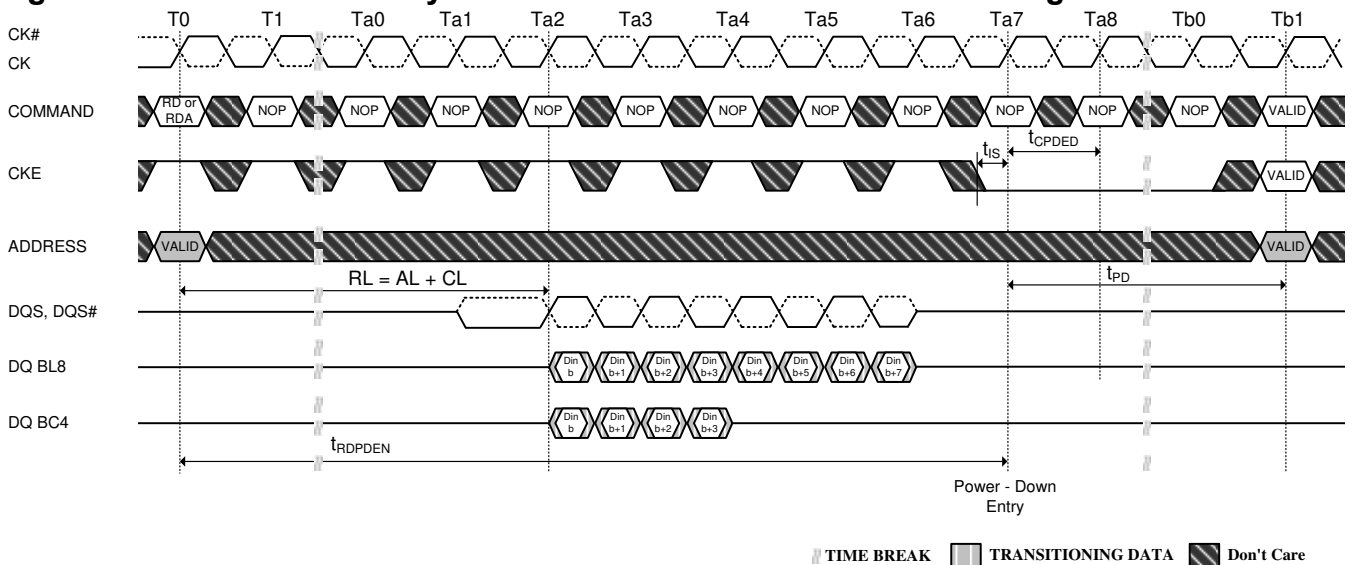 T0 T1 Ta0 Ta1 Ta2 Ta3 Ta4 Ta5 Ta6 Ta7 Ta8 Tb0 Tb1
CK#
CK
COMMAND
RD or
RDA
NOP NOP NOP NOP NOP NOP NOP NOP NOP NOP NOP VALID
tIS
tCPDED
CKE
VALID
ADDRESS
VALID
VALID
RL = AL + CL
tPD
DQS, DQS#
DQ BL8
Din b
Din b+1
Din b+2
Din b+3
Din b+4
Din b+5
Din b+6
Din b+7
DQ BC4
Din b
Din b+1
Din b+2
Din b+3
tRDPDEN
Power - Down
Entry
TIME BREAK TRANSITIONING DATA Don't Care